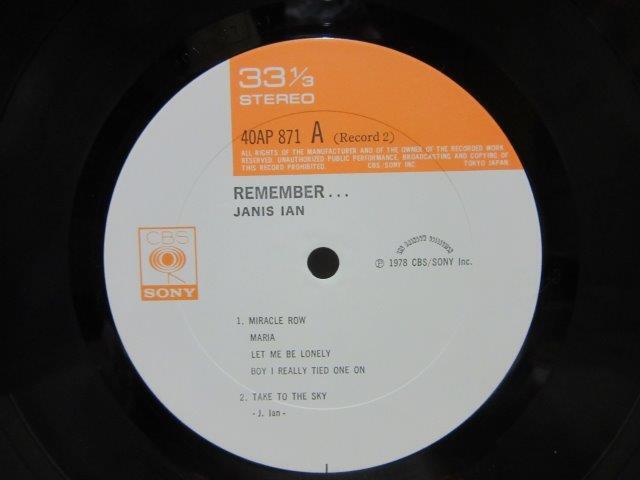 33 1/3
STEREO
40AP 871 A (Record 2)
ALL RIGHTS OF THE MANUFACTURER AND OF THE OWNER OF THE RECORDED WORK
RESERVED. UNAUTHORIZED PUBLIC PERFORMANCE, BROADCASTING AND COPYING OF
THIS RECORD PROHIBITED. CBS/SONY INC. TOKYO JAPAN
REMEMBER...
JANIS IAN
CBS
SONY
℗ 1978 CBS/SONY Inc.
1. MIRACLE ROW
MARIA
LET ME BE LONELY
BOY I REALLY TIED ONE ON
2. TAKE TO THE SKY
- J. Ian -